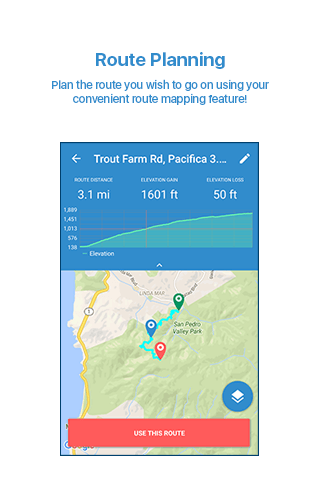 Route Planning
Plan the route you wish to go on using your
convenient route mapping feature!
Trout Farm Rd, Pacifica 3....
ROUTE DISTANCE ELEVATION GAIN ELEVATION LOSS
3.1 mi 1601 ft 50 ft
1,889
1,451
1,013
576
138
Elevation
LINDA MAR
1
San Pedro
Valley Park
USE THIS ROUTE